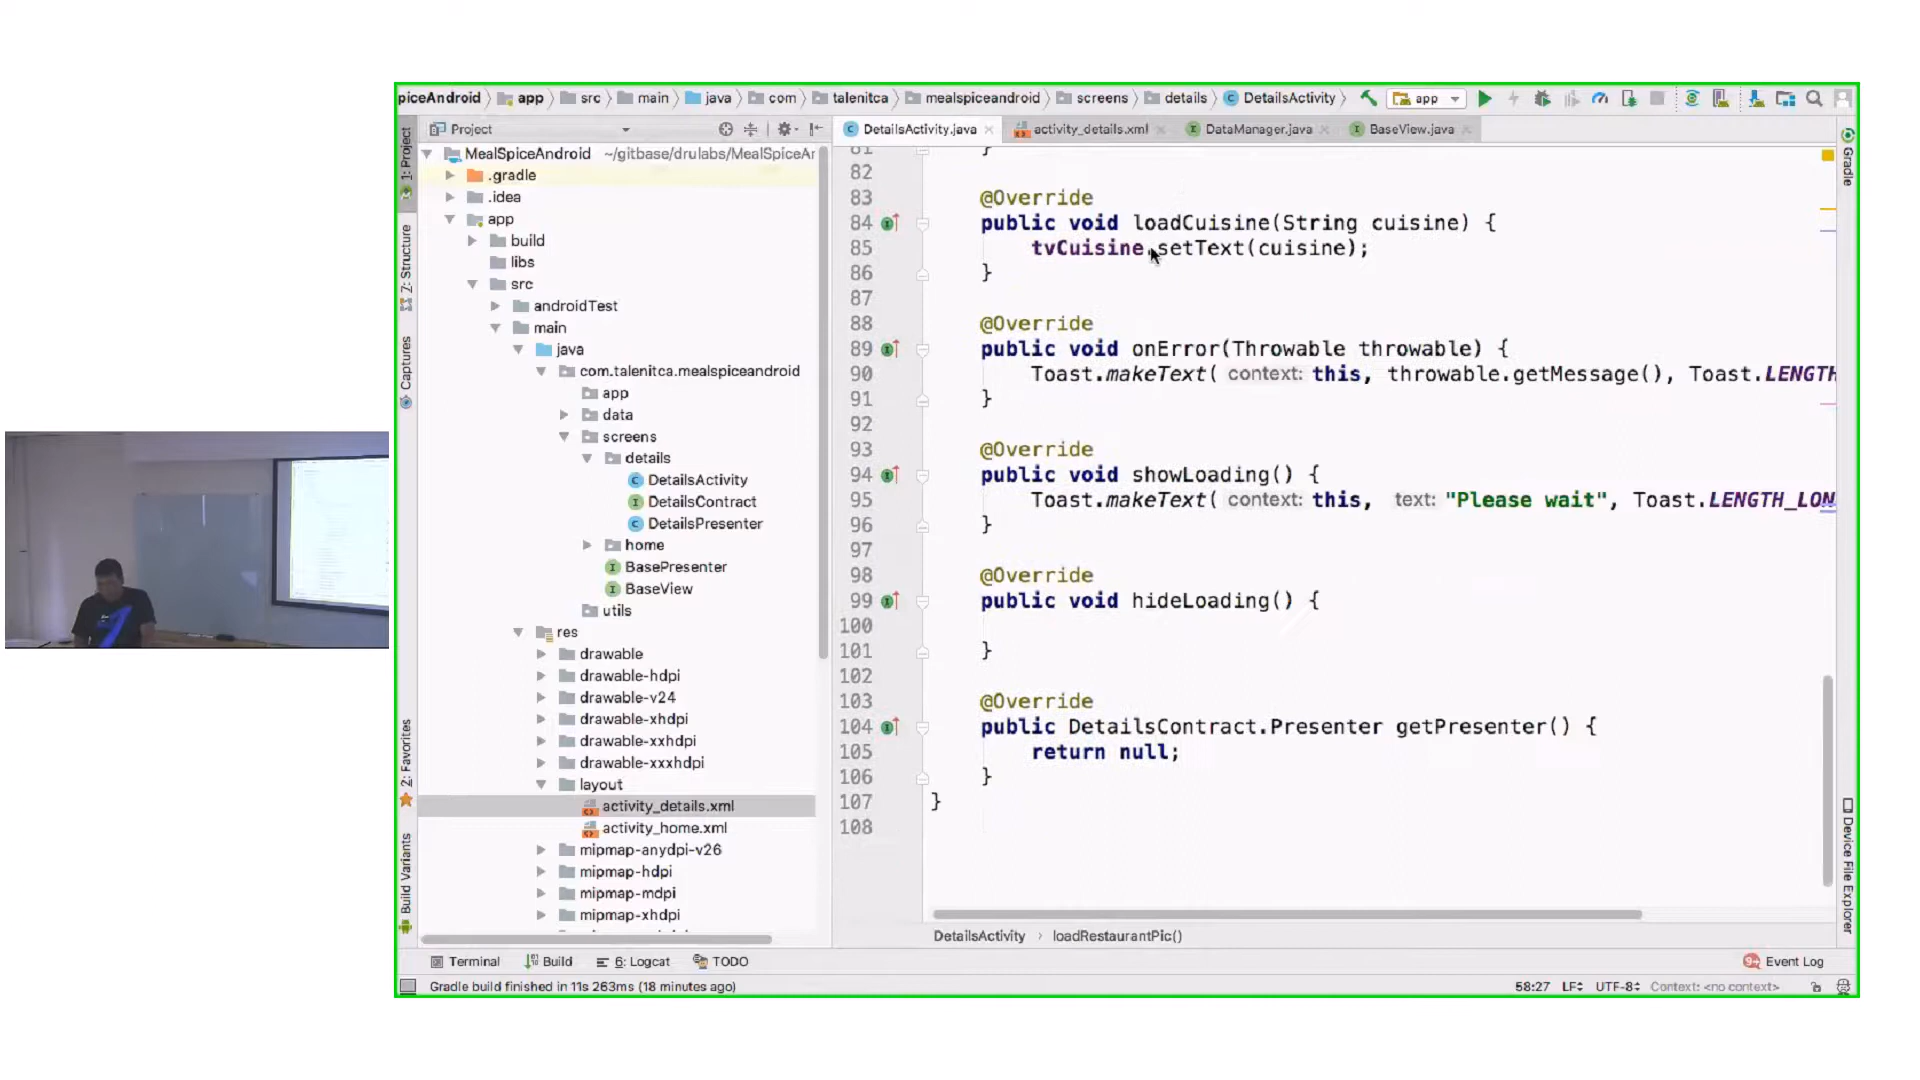 piceAndroid app src main java com talenitca mealspiceandroid screens details DetailsActivity app
1: Project
7: Structure
Captures
2: Favorites
Build Variants
Project
MealSpiceAndroid ~/gitbase/drulabs/MealSpiceAr
.gradle
.idea
app
build
libs
src
androidTest
main
java
com.talenitca.mealspiceandroid
app
data
screens
details
DetailsActivity
DetailsContract
DetailsPresenter
home
BasePresenter
BaseView
utils
res
drawable
drawable-hdpi
drawable-v24
drawable-xhdpi
drawable-xxhdpi
drawable-xxxhdpi
layout
activity_details.xml
activity_home.xml
mipmap-anydpi-v26
mipmap-hdpi
mipmap-mdpi
mipmap-xhdpi
DetailsActivity.java activity_details.xml DataManager.java BaseView.java
81 }
82
83 @Override
84 public void loadCuisine(String cuisine) {
85 tvCuisine.setText(cuisine);
86 }
87
88 @Override
89 public void onError(Throwable throwable) {
90 Toast.makeText( context: this, throwable.getMessage(), Toast.LENGTH
91 }
92
93 @Override
94 public void showLoading() {
95 Toast.makeText( context: this, text: "Please wait", Toast.LENGTH_LON
96 }
97
98 @Override
99 public void hideLoading() {
100
101 }
102
103 @Override
104 public DetailsContract.Presenter getPresenter() {
105 return null;
106 }
107 }
108
DetailsActivity › loadRestaurantPic()
Gradle
Device File Explorer
Terminal Build 6: Logcat TODO 9+ Event Log
Gradle build finished in 11s 263ms (18 minutes ago) 58:27 LF UTF-8 Context: <no context>